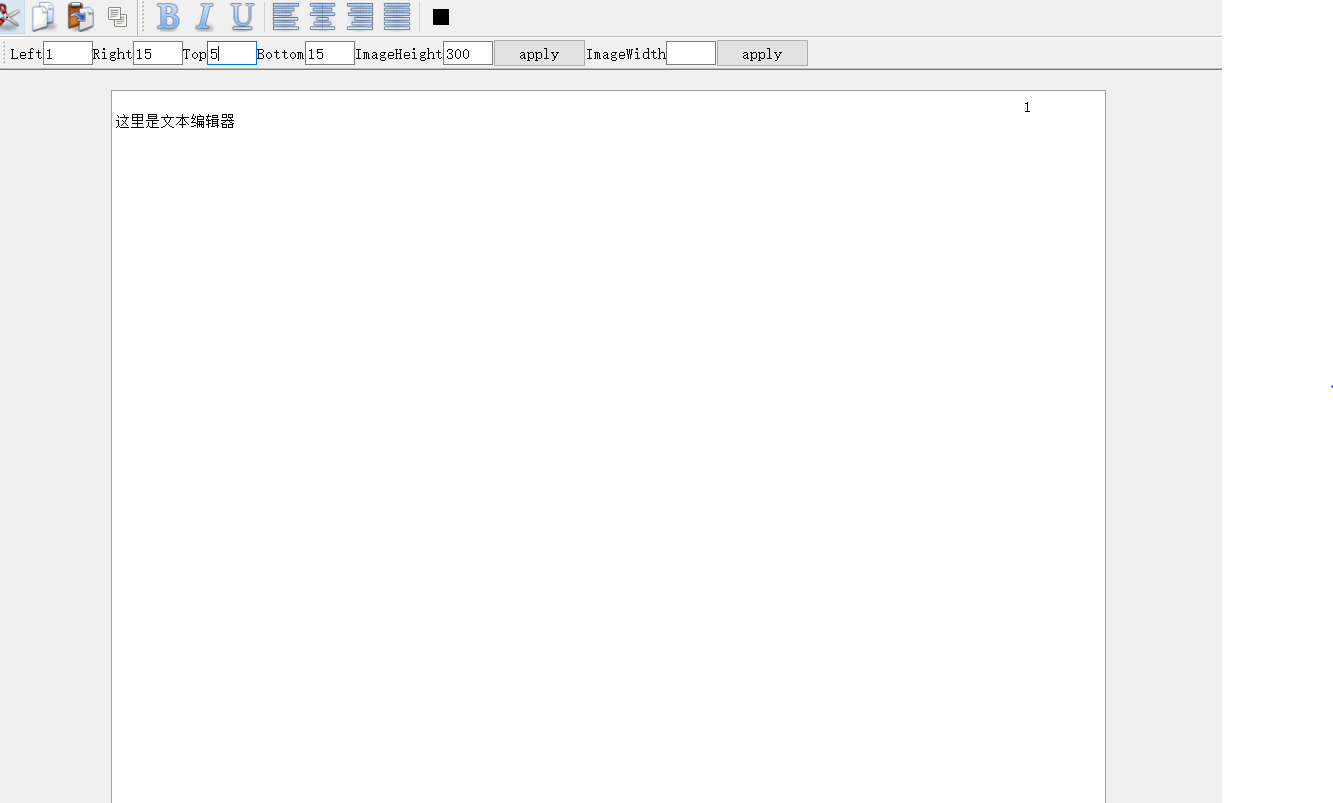 B I U
Left 1 Right 15 Top 5 Bottom 15 ImageHeight 300 apply ImageWidth apply
1
这里是文本编辑器